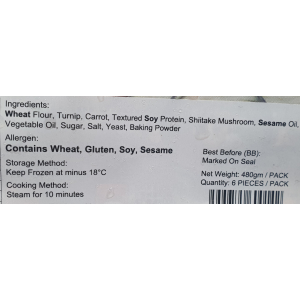 Ingredients:
Wheat Flour, Turnip, Carrot, Textured Soy Protein, Shiitake Mushroom, Sesame Oil,
Vegetable Oil, Sugar, Salt, Yeast, Baking Powder
Allergen:
Contains Wheat, Gluten, Soy, Sesame
Storage Method:
Keep Frozen at minus 18°C
Cooking Method:
Steam for 10 minutes
Best Before (BB):
Marked On Seal
Net Weight: 480gm / PACK
Quantity: 6 PIECES / PACK